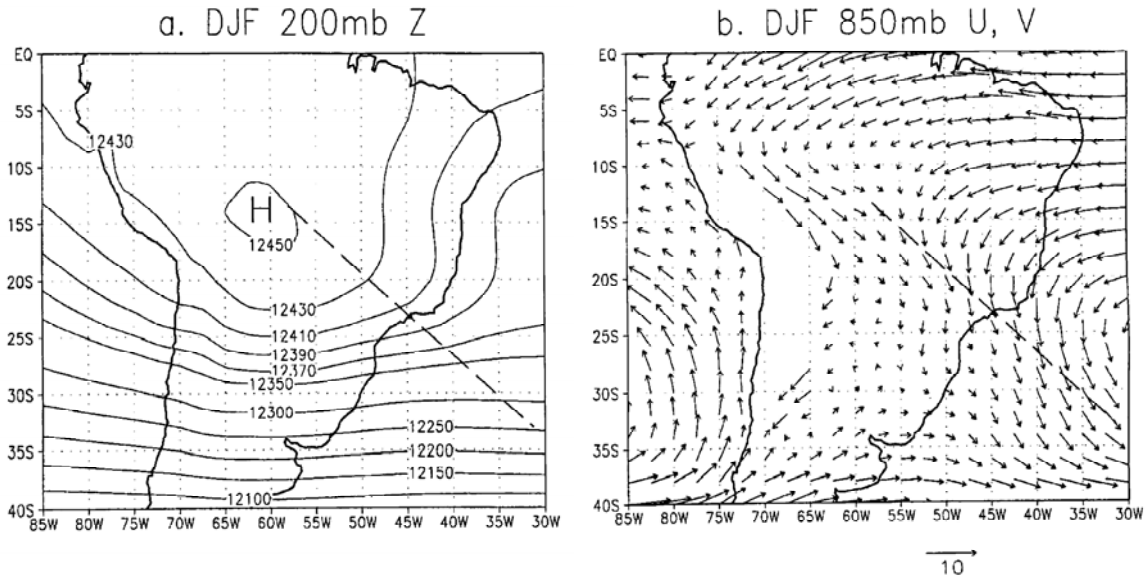 a. DJF 200mb Z
EQ
5S
10S
15S
20S
25S
30S
35S
40S
85W 80W 75W 70W 65W 60W 55W 50W 45W 40W 35W 30W
12430
H
12450
12430
12410
12390
12370
12350
12300
12250
12200
12150
12100
b. DJF 850mb U, V
EQ
5S
10S
15S
20S
25S
30S
35S
40S
85W 80W 75W 70W 65W 60W 55W 50W 45W 40W 35W 30W
10